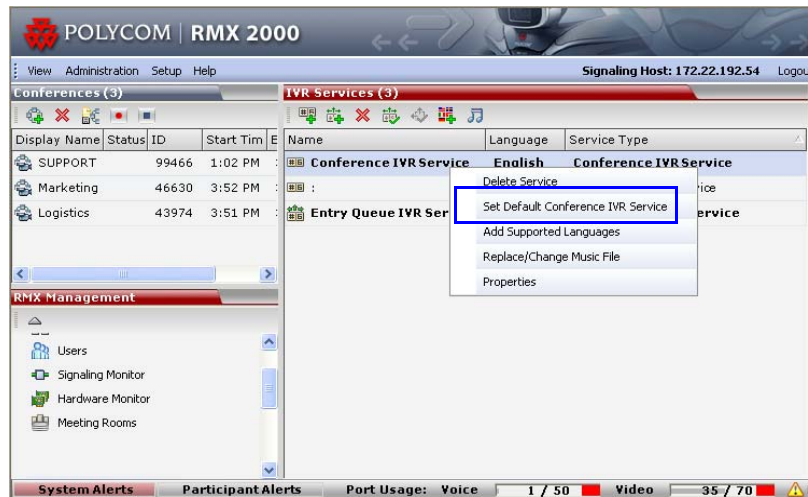 POLYCOM | RMX 2000
View Administration Setup Help Signaling Host: 172.22.192.54 Logou
Conferences (3)
Display Name Status ID Start Tim E
SUPPORT 99466 1:02 PM
Marketing 46630 3:52 PM
Logistics 43974 3:51 PM
IVR Services (3)
Name Language Service Type
Conference IVR Service English Conference IVR Service
: vice
Entry Queue IVR Ser ervice
Delete Service
Set Default Conference IVR Service
Add Supported Languages
Replace/Change Music File
Properties
RMX Management
Users
Signaling Monitor
Hardware Monitor
Meeting Rooms
System Alerts Participant Alerts Port Usage: Voice 1 / 50 Video 35 / 70